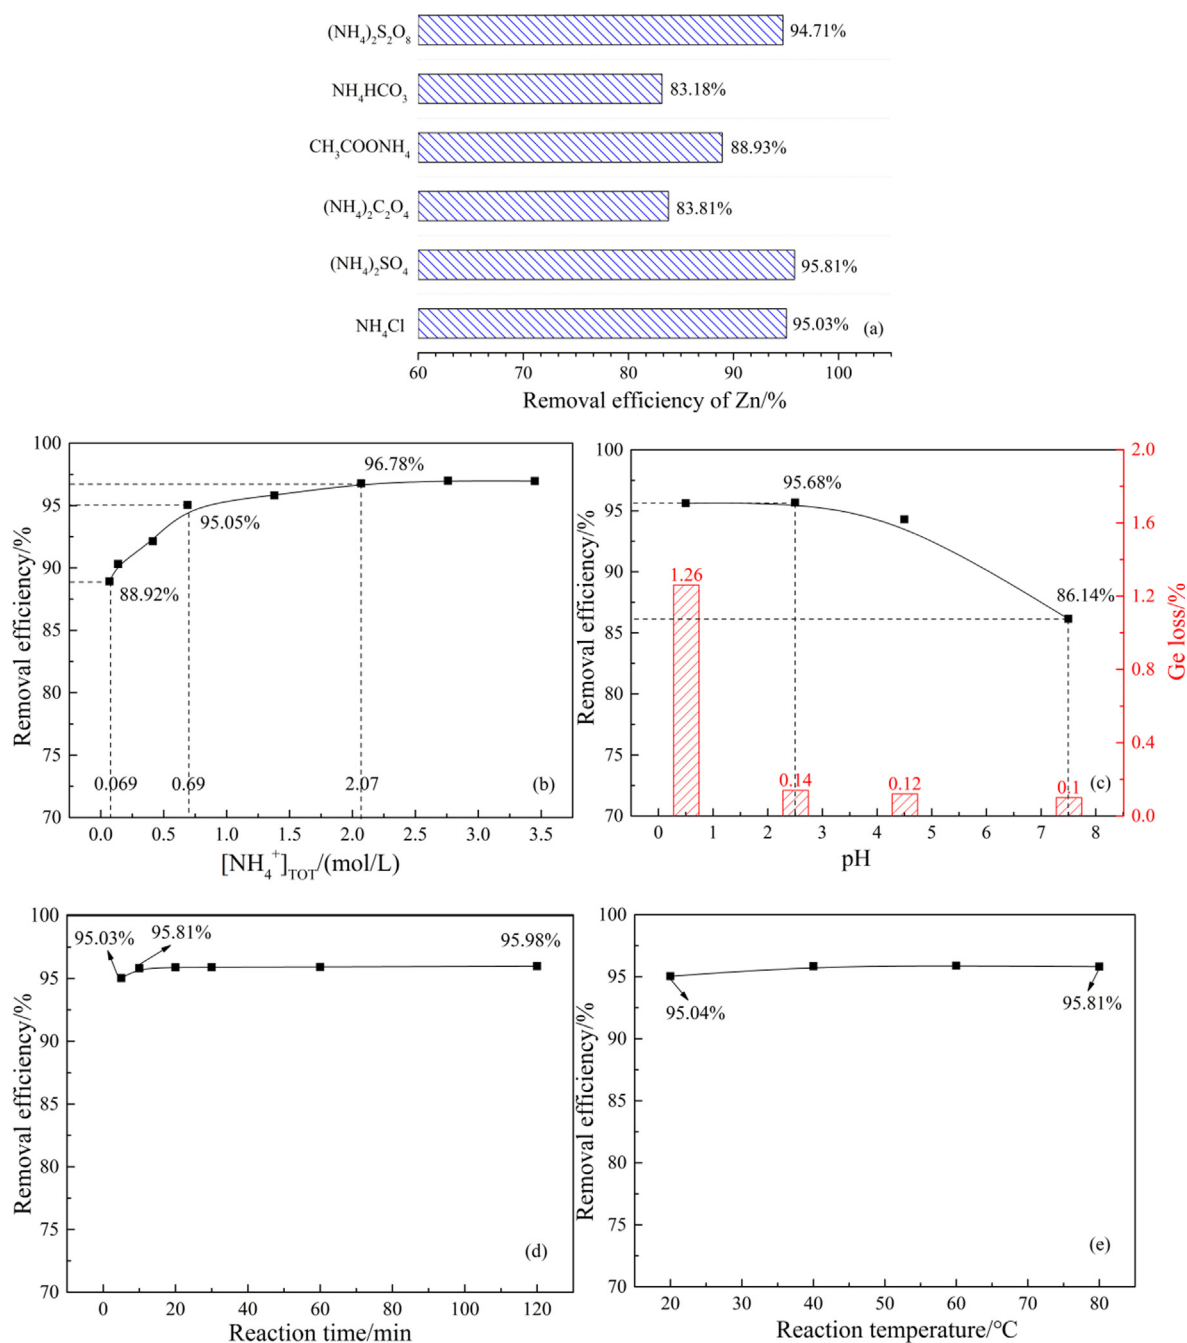 (NH₄)₂S₂O₈
94.71%
NH₄HCO₃
83.18%
CH₃COONH₄
88.93%
(NH₄)₂C₂O₄
83.81%
(NH₄)₂SO₄
95.81%
NH₄Cl
95.03%
(a)
60 70 80 90 100
Removal efficiency of Zn/%
100
95
90
85
80
75
70
Removal efficiency/%
96.78%
95.05%
88.92%
0.069 0.69 2.07
(b)
0.0 0.5 1.0 1.5 2.0 2.5 3.0 3.5
[NH₄⁺]TOT/(mol/L)
100
95
90
85
80
75
70
Removal efficiency/%
95.68%
86.14%
1.26
0.14
0.12
0.1
(c)
2.0
1.6
1.2
0.8
0.4
0.0
Ge loss/%
0 1 2 3 4 5 6 7 8
pH
100
95
90
85
80
75
70
Removal efficiency/%
95.03%
95.81%
95.98%
(d)
0 20 40 60 80 100 120
Reaction time/min
100
95
90
85
80
75
70
Removal efficiency/%
95.04%
95.81%
(e)
20 30 40 50 60 70 80
Reaction temperature/°C